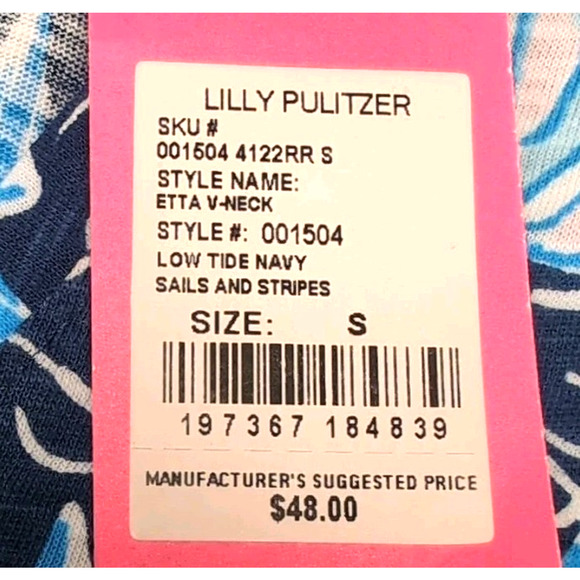 LILLY PULITZER
SKU #
001504 4122RR S
STYLE NAME:
ETTA V-NECK
STYLE #: 001504
LOW TIDE NAVY
SAILS AND STRIPES
SIZE: S
197367 184839
MANUFACTURER'S SUGGESTED PRICE
$48.00